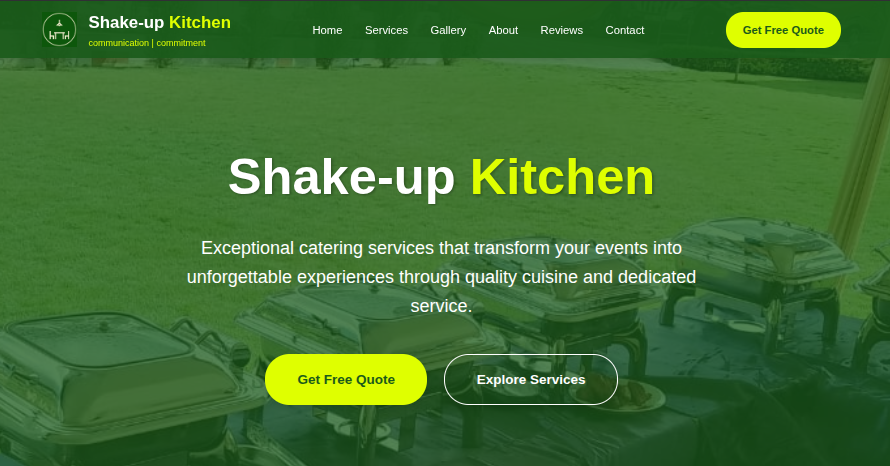 Shake-up Kitchen
communication | commitment
Home Services Gallery About Reviews Contact
Get Free Quote
Shake-up Kitchen
Exceptional catering services that transform your events into
unforgettable experiences through quality cuisine and dedicated
service.
Get Free Quote Explore Services